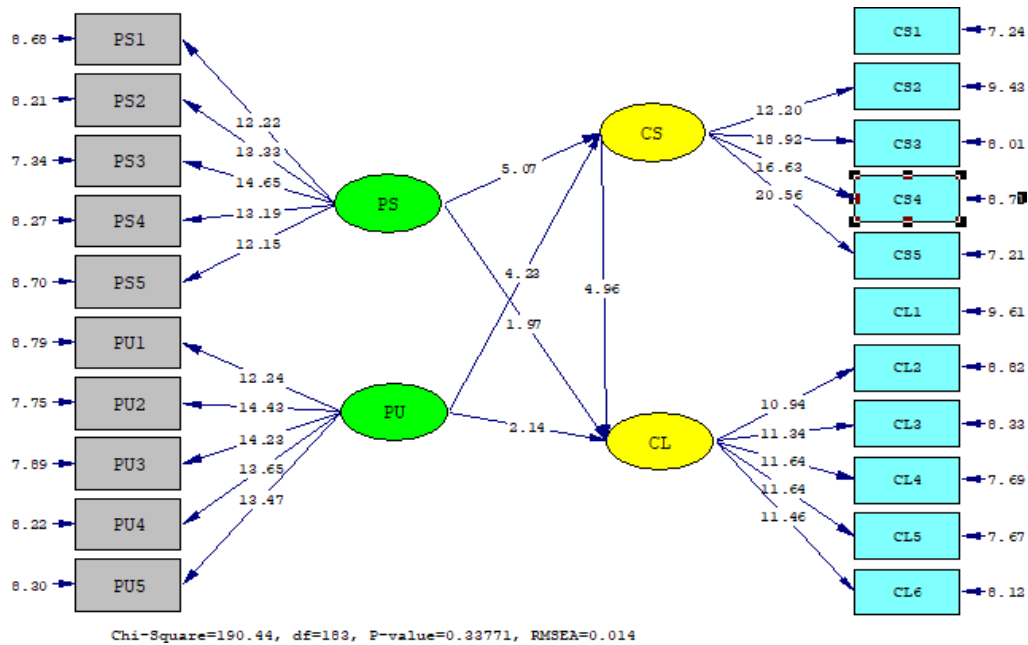 8.68
PS1
8.21
PS2
7.34
PS3
8.27
PS4
8.70
PS5
8.79
PU1
7.75
PU2
7.89
PU3
8.22
PU4
8.30
PU5
12.22
13.33
14.65
13.19
12.15
12.24
14.43
14.23
13.65
13.47
PS
PU
5.07
4.23
1.97
2.14
4.96
CS
CL
12.20
18.92
16.63
20.56
10.94
11.34
11.64
11.64
11.46
CS1
7.24
CS2
9.43
CS3
8.01
CS4
CS5
7.21
CL1
9.61
CL2
8.82
CL3
8.33
CL4
7.69
CL5
7.67
CL6
8.12
Chi-Square=190.44, df=183, P-value=0.33771, RMSEA=0.014